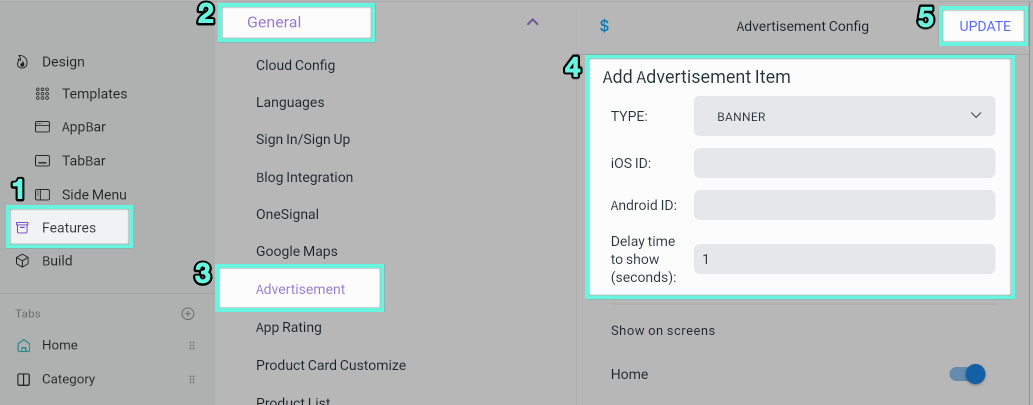 1
Design
Templates
AppBar
TabBar
Side Menu
Features
Build
Tabs
Home
Category
2
General
Cloud Config
Languages
Sign In/Sign Up
Blog Integration
OneSignal
Google Maps
3
Advertisement
App Rating
Product Card Customize
Product List
$
Advertisement Config
5
UPDATE
4
Add Advertisement Item
TYPE:
BANNER
iOS ID:
Android ID:
Delay time
to show
(seconds):
1
Show on screens
Home